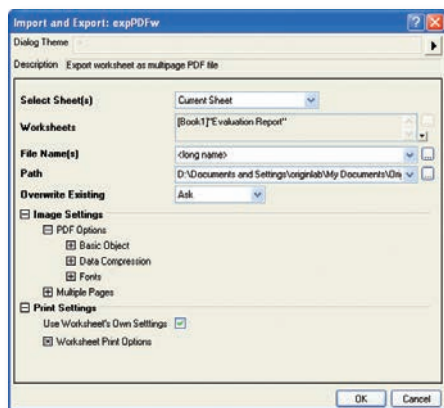 Import and Export: expPDFw
Dialog Theme *
Description Export worksheet as multipage PDF file
Select Sheet(s) Current Sheet
Worksheets [Book1]"Evaluation Report"
File Name(s) <long name>
Path D:\Documents and Settings\originlab\My Documents\Ori
Overwrite Existing Ask
Image Settings
PDF Options
Basic Object
Data Compression
Fonts
Multiple Pages
Print Settings
Use Worksheet's Own Setttings
Worksheet Print Options
OK Cancel